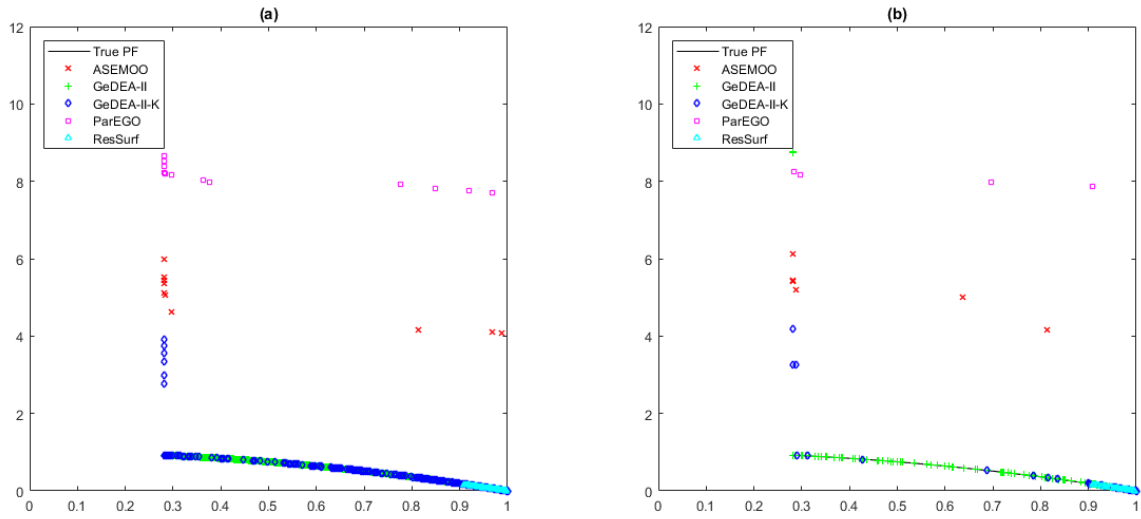 (a)
12
10
8
6
4
2
0
True PF
ASEMOO
GeDEA-II
GeDEA-II-K
ParEGO
ResSurf
0 0.1 0.2 0.3 0.4 0.5 0.6 0.7 0.8 0.9 1
(b)
12
10
8
6
4
2
0
True PF
ASEMOO
GeDEA-II
GeDEA-II-K
ParEGO
ResSurf
0 0.1 0.2 0.3 0.4 0.5 0.6 0.7 0.8 0.9 1